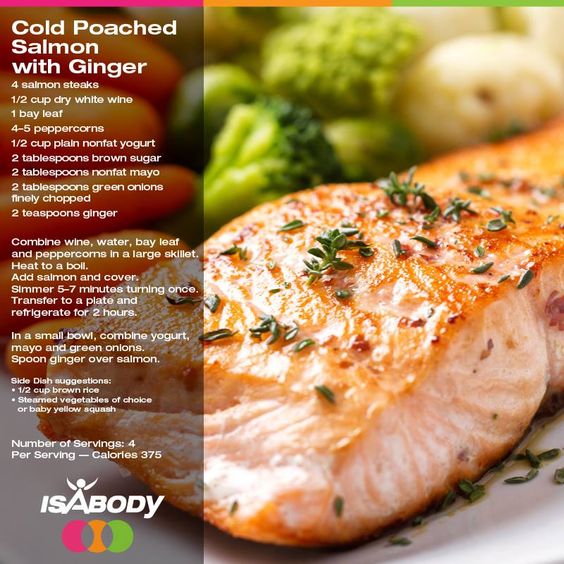 Cold Poached
Salmon
with Ginger
4 salmon steaks
1/2 cup dry white wine
1 bay leaf
4–5 peppercorns
1/2 cup plain nonfat yogurt
2 tablespoons brown sugar
2 tablespoons nonfat mayo
2 tablespoons green onions
finely chopped
2 teaspoons ginger
Combine wine, water, bay leaf
and peppercorns in a large skillet.
Heat to a boil.
Add salmon and cover.
Simmer 5–7 minutes turning once.
Transfer to a plate and
refrigerate for 2 hours.
In a small bowl, combine yogurt,
mayo and green onions.
Spoon ginger over salmon.
Side Dish suggestions:
• 1/2 cup brown rice
• Steamed vegetables of choice
or baby yellow squash
Number of Servings: 4
Per Serving — Calories 375
ISABODY